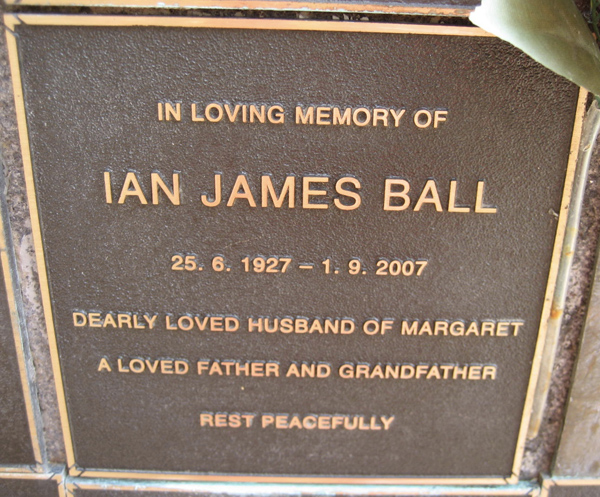 IN LOVING MEMORY OF
IAN JAMES BALL
25. 6. 1927 – 1. 9. 2007
DEARLY LOVED HUSBAND OF MARGARET
A LOVED FATHER AND GRANDFATHER
REST PEACEFULLY